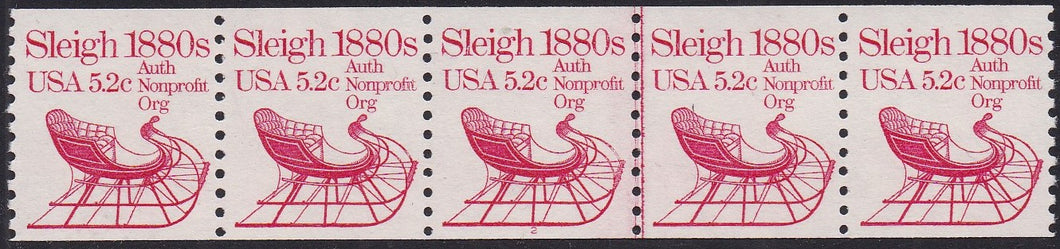 Sleigh 1880s
USA 5.2c Auth
Nonprofit
Org
Sleigh 1880s
USA 5.2c Auth
Nonprofit
Org
Sleigh 1880s
USA 5.2c Auth
Nonprofit
Org
2
Sleigh 1880s
USA 5.2c Auth
Nonprofit
Org
Sleigh 1880s
USA 5.2c Auth
Nonprofit
Org